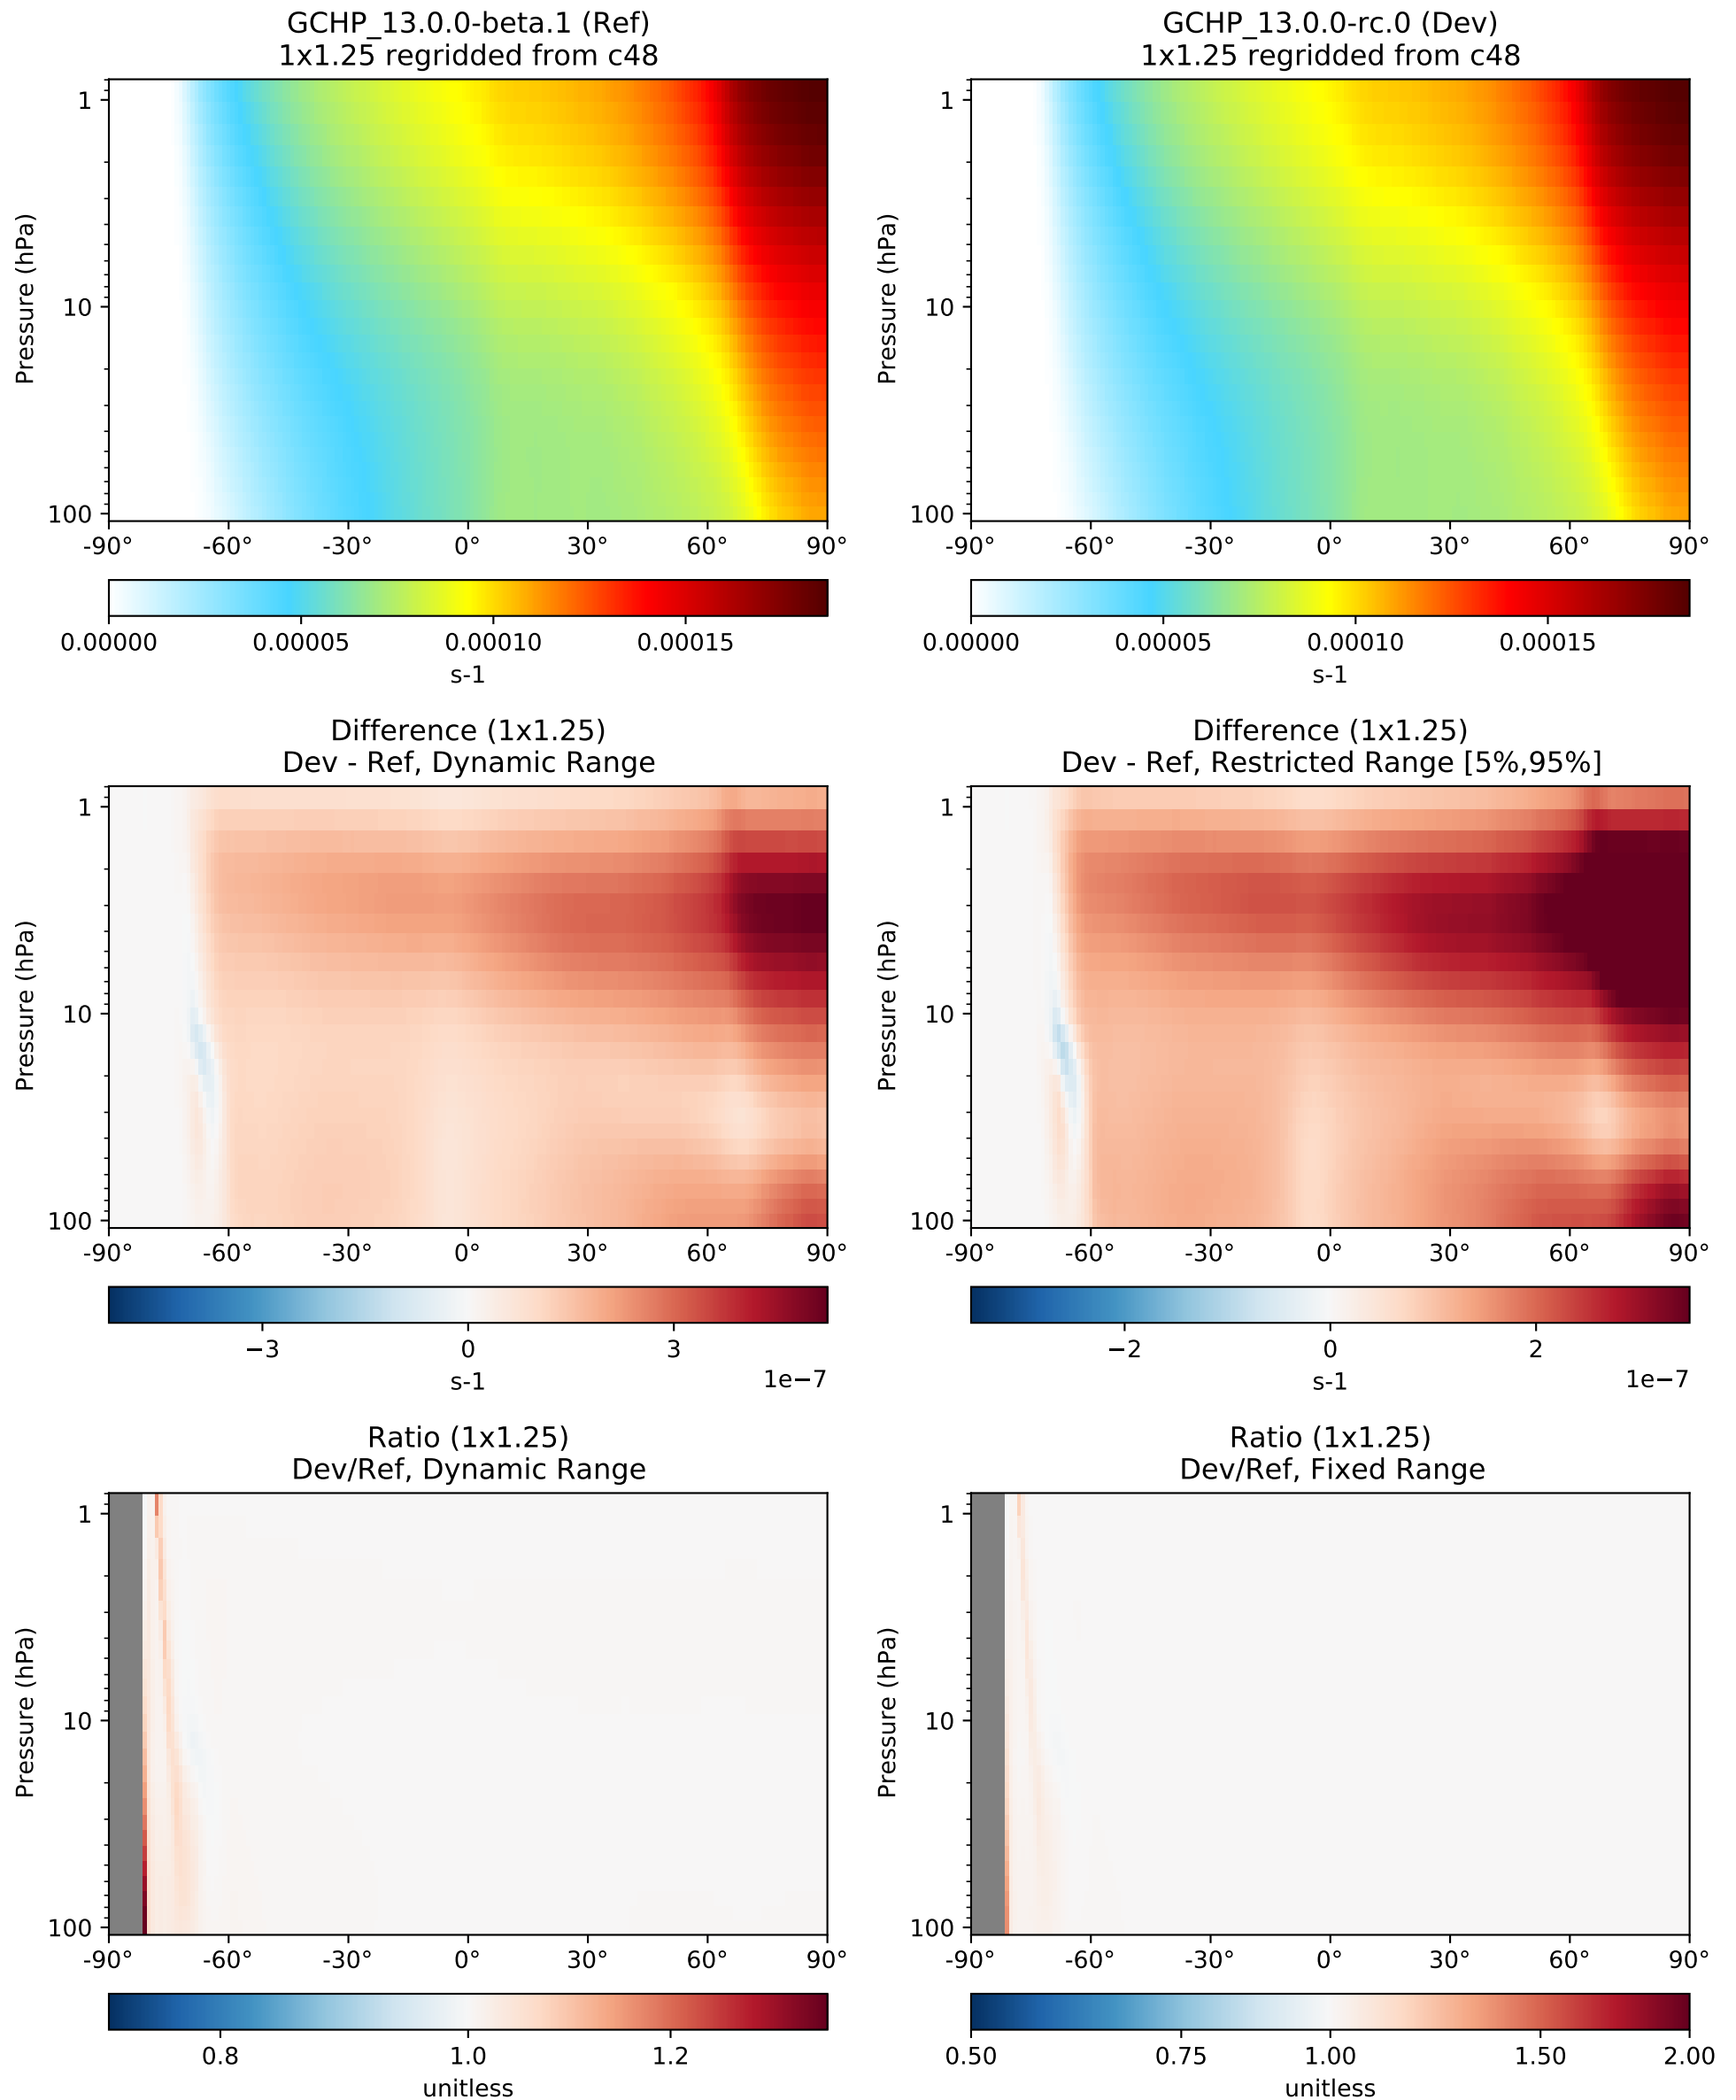 GCHP_13.0.0-beta.1 (Ref)
1x1.25 regridded from c48
Pressure (hPa)
1
10
100
-90° -60° -30° 0° 30° 60° 90°
0.00000 0.00005 0.00010 0.00015
s-1
GCHP_13.0.0-rc.0 (Dev)
1x1.25 regridded from c48
Pressure (hPa)
1
10
100
-90° -60° -30° 0° 30° 60° 90°
0.00000 0.00005 0.00010 0.00015
s-1
Difference (1x1.25)
Dev - Ref, Dynamic Range
Pressure (hPa)
1
10
100
-90° -60° -30° 0° 30° 60° 90°
−3 0 3
s-1 1e−7
Difference (1x1.25)
Dev - Ref, Restricted Range [5%,95%]
Pressure (hPa)
1
10
100
-90° -60° -30° 0° 30° 60° 90°
−2 0 2
s-1 1e−7
Ratio (1x1.25)
Dev/Ref, Dynamic Range
Pressure (hPa)
1
10
100
-90° -60° -30° 0° 30° 60° 90°
0.8 1.0 1.2
unitless
Ratio (1x1.25)
Dev/Ref, Fixed Range
Pressure (hPa)
1
10
100
-90° -60° -30° 0° 30° 60° 90°
0.50 0.75 1.00 1.50 2.00
unitless